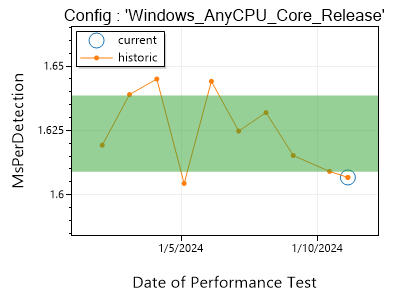 Config : 'Windows_AnyCPU_Core_Release'
current
historic
1.65
1.625
1.6
MsPerDetection
1/5/2024
1/10/2024
Date of Performance Test